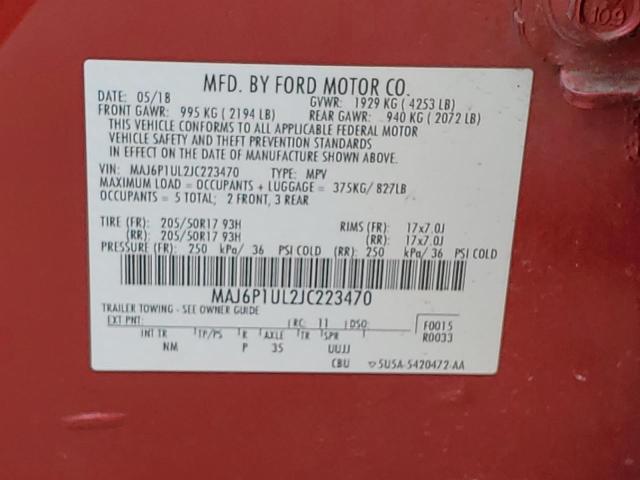 10.9
MFD. BY FORD MOTOR CO.
DATE: 05/18 GVWR: 1929 KG ( 4253 LB)
FRONT GAWR: 995 KG ( 2194 LB) REAR GAWR: 940 KG ( 2072 LB)
THIS VEHICLE CONFORMS TO ALL APPLICABLE FEDERAL MOTOR
VEHICLE SAFETY AND THEFT PREVENTION STANDARDS
IN EFFECT ON THE DATE OF MANUFACTURE SHOWN ABOVE.
VIN: MAJ6P1UL2JC223470 TYPE: MPV
MAXIMUM LOAD = OCCUPANTS + LUGGAGE = 375KG/ 827LB
OCCUPANTS = 5 TOTAL; 2 FRONT, 3 REAR
TIRE (FR): 205/50R17 93H RIMS (FR): 17x7.0J
(RR): 205/50R17 93H (RR): 17x7.0J
PRESSURE (FR): 250 kPa/ 36 PSI COLD (RR): 250 kPa/ 36 PSI COLD
MAJ6P1UL2JC223470
TRAILER TOWING - SEE OWNER GUIDE
EXT PNT: RC: 11 DSO: F0015
INT TR TP/PS R AXLE TR SPR R0033
NM P 35 UUJJ
CBU 5U5A-5420472-AA